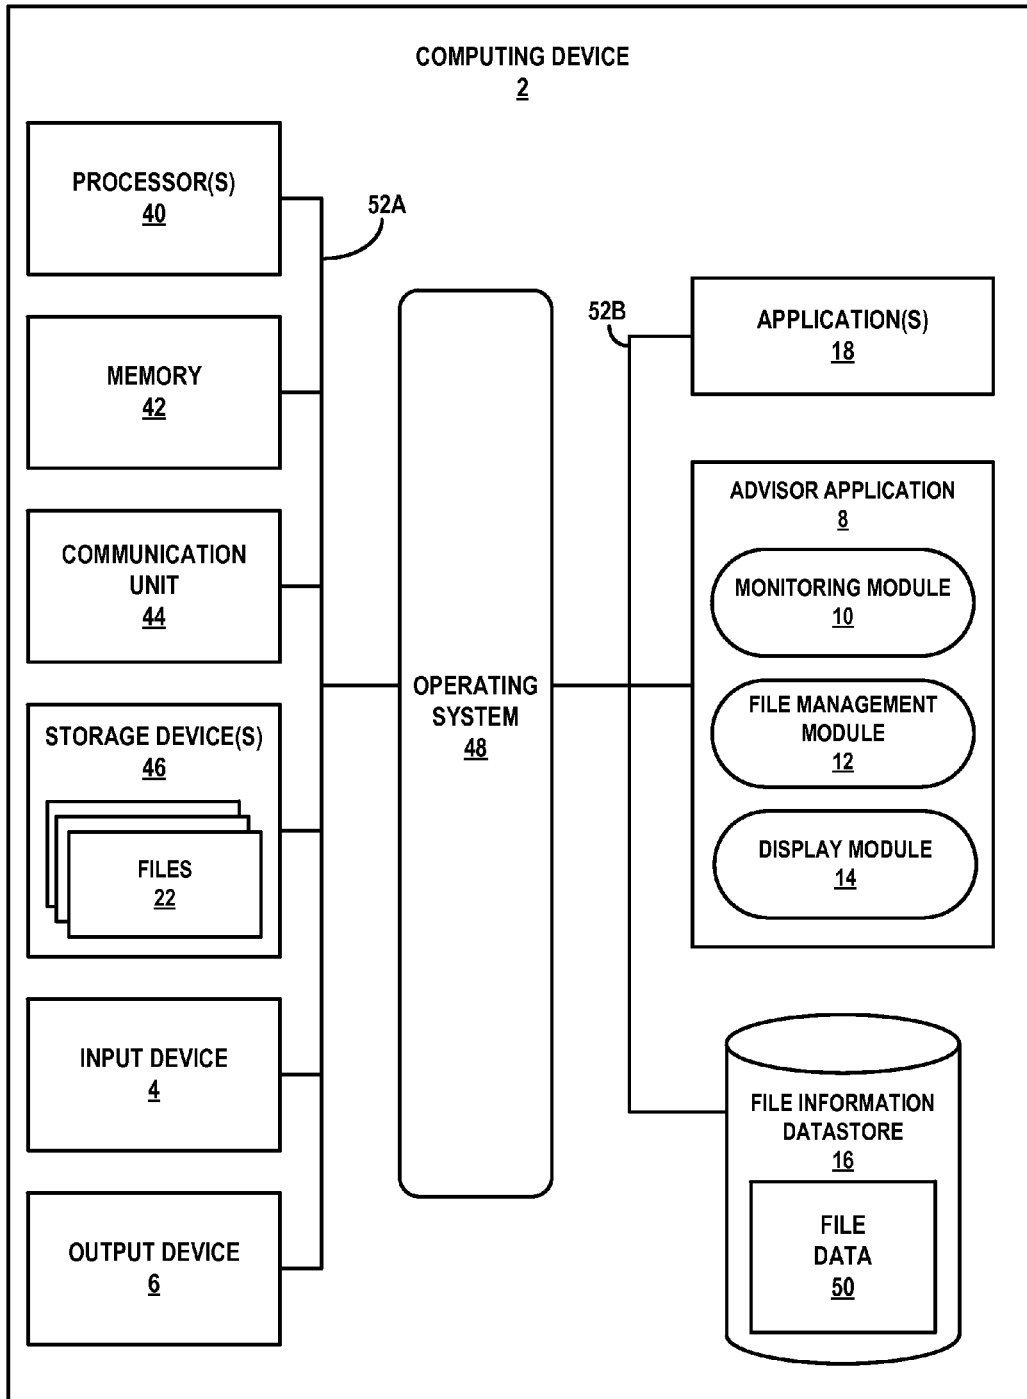 COMPUTING DEVICE
2
PROCESSOR(S)
40
52A
MEMORY
42
COMMUNICATION
UNIT
44
STORAGE DEVICE(S)
46
FILES
22
INPUT DEVICE
4
OUTPUT DEVICE
6
OPERATING
SYSTEM
48
52B
APPLICATION(S)
18
ADVISOR APPLICATION
8
MONITORING MODULE
10
FILE MANAGEMENT
MODULE
12
DISPLAY MODULE
14
FILE INFORMATION
DATASTORE
16
FILE
DATA
50